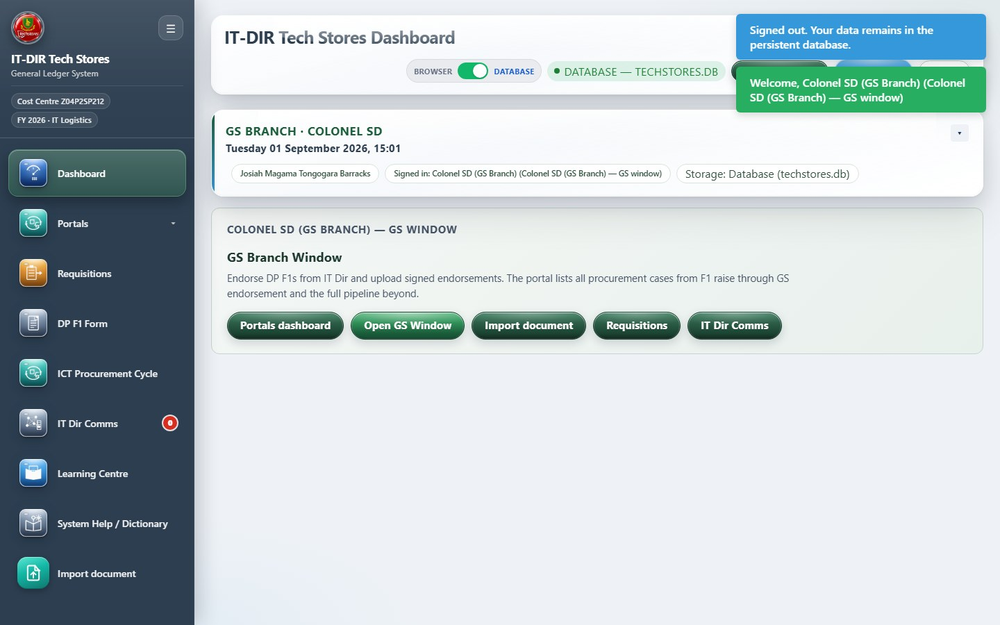 IT-DIR Tech Stores
General Ledger System
Cost Centre Z04P2SP212
FY 2026 · IT Logistics
Dashboard
Portals
Requisitions
DP F1 Form
ICT Procurement Cycle
IT Dir Comms
0
Learning Centre
System Help / Dictionary
Import document
IT-DIR Tech Stores Dashboard
BROWSER
DATABASE
DATABASE — TECHSTORES.DB
Signed out. Your data remains in the
persistent database.
Welcome, Colonel SD (GS Branch) (Colonel
SD (GS Branch) — GS window)
GS BRANCH · COLONEL SD
Tuesday 01 September 2026, 15:01
Josiah Magama Tongogara Barracks
Signed in: Colonel SD (GS Branch) (Colonel SD (GS Branch) — GS window)
Storage: Database (techstores.db)
COLONEL SD (GS BRANCH) — GS WINDOW
GS Branch Window
Endorse DP F1s from IT Dir and upload signed endorsements. The portal lists all procurement cases from F1 raise through GS
endorsement and the full pipeline beyond.
Portals dashboard
Open GS Window
Import document
Requisitions
IT Dir Comms